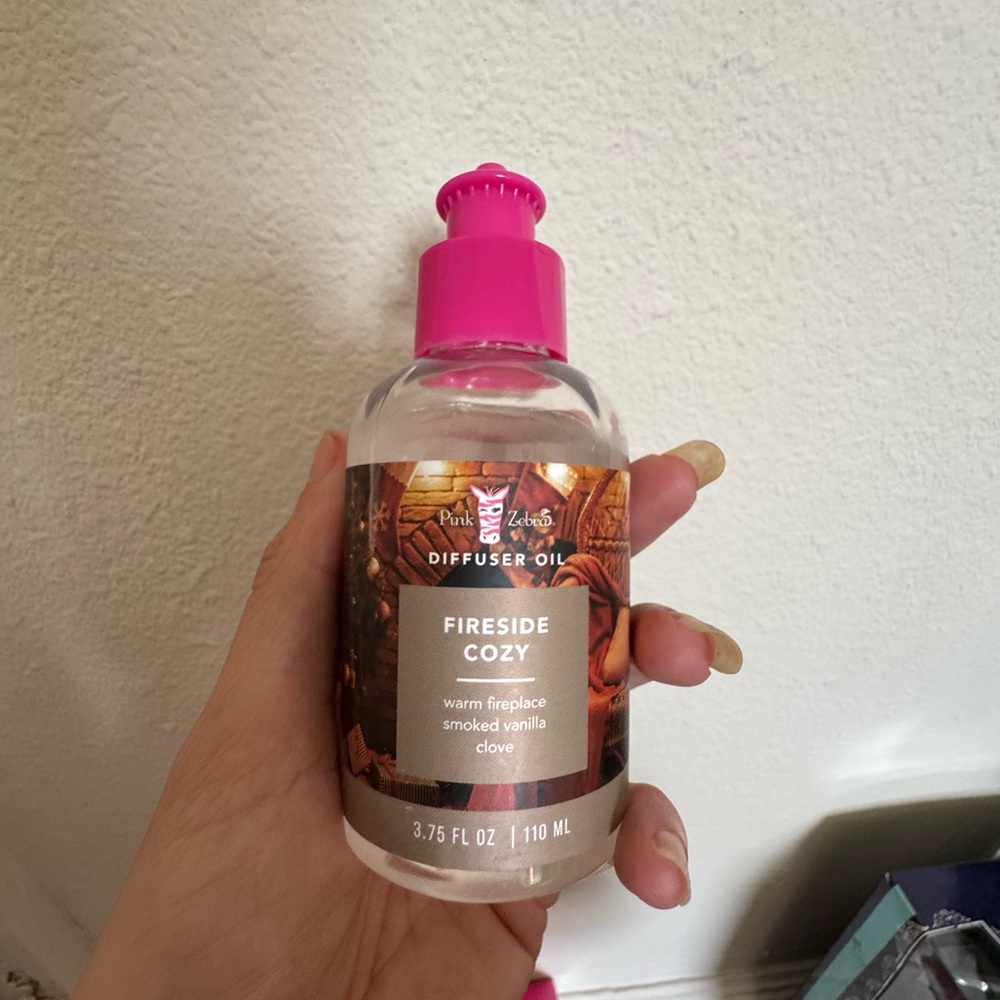 Pink Zebra
DIFFUSER OIL
FIRESIDE
COZY
warm fireplace
smoked vanilla
clove
3.75 FL OZ | 110 ML